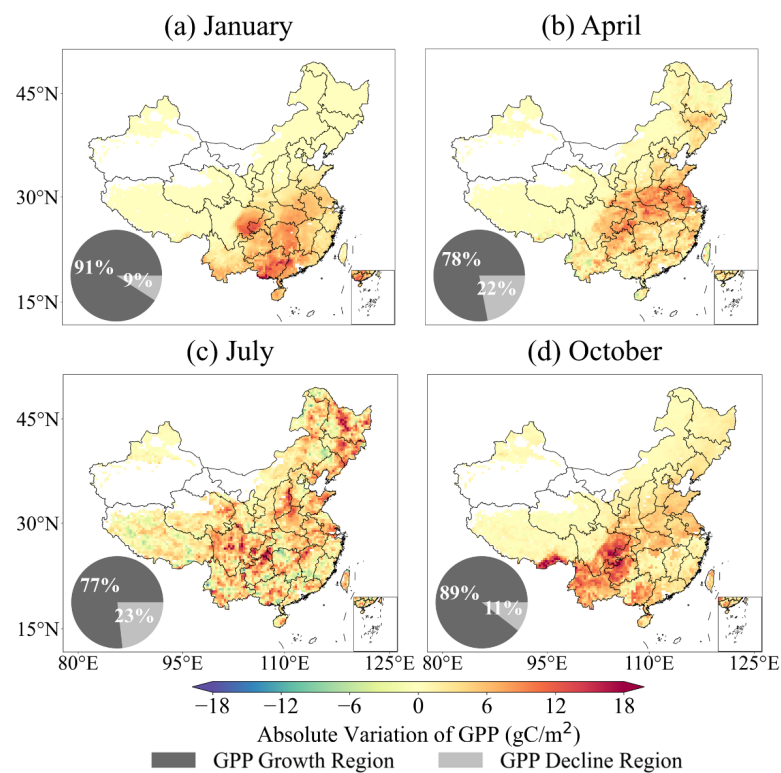 (a) January
(b) April
45°N
30°N
15°N
91%
9%
78%
22%
(c) July
(d) October
45°N
30°N
15°N
77%
23%
89%
11%
80°E
95°E
110°E
125°E
80°E
95°E
110°E
125°E
−18
−12
−6
0
6
12
18
Absolute Variation of GPP (gC/m²)
GPP Growth Region
GPP Decline Region